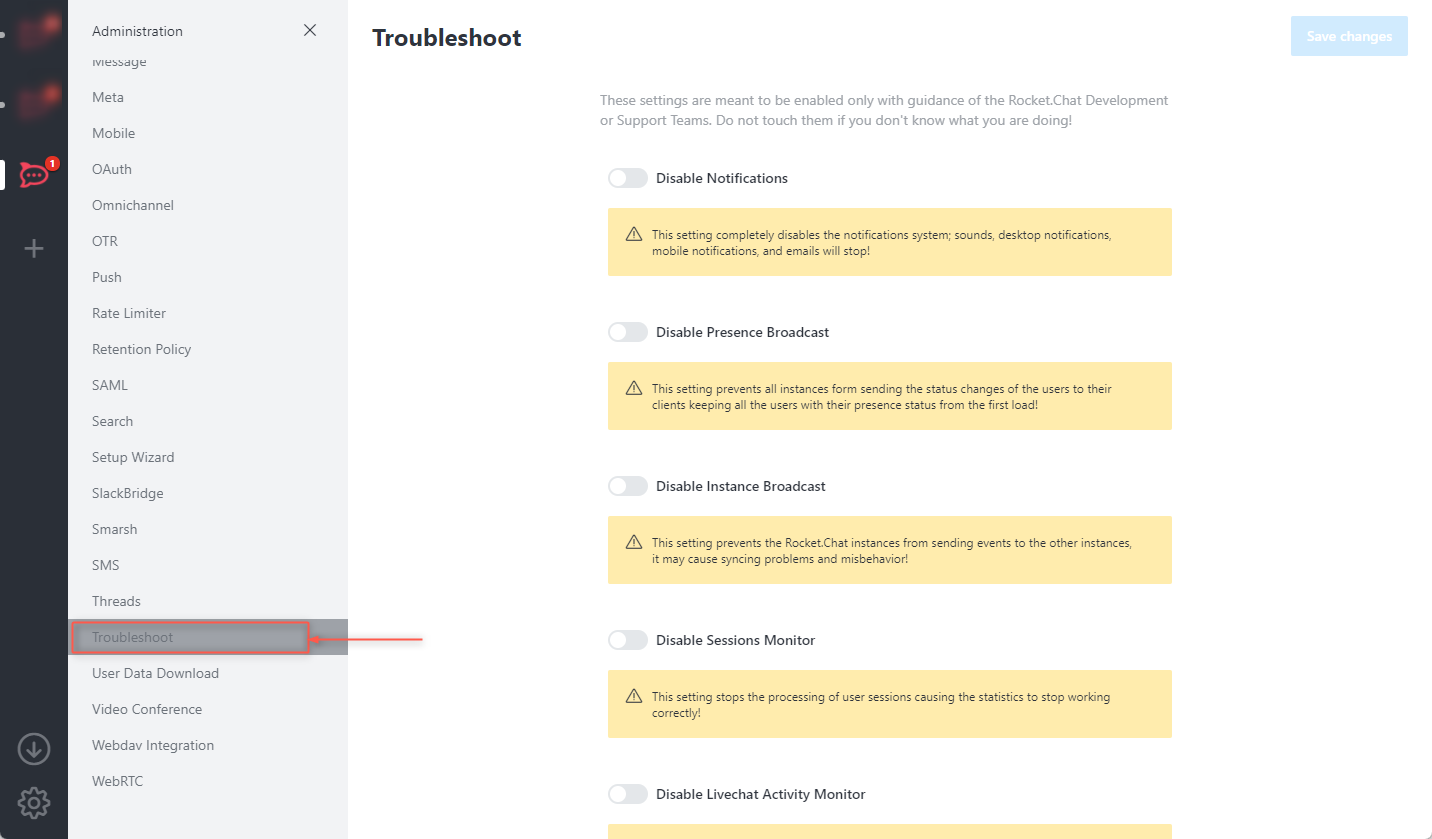 Administration
Message
Meta
Mobile
OAuth
Omnichannel
OTR
Push
Rate Limiter
Retention Policy
SAML
Search
Setup Wizard
SlackBridge
Smarsh
SMS
Threads
Troubleshoot
User Data Download
Video Conference
Webdav Integration
WebRTC
1
Troubleshoot
Save changes
These settings are meant to be enabled only with guidance of the Rocket.Chat Development
or Support Teams. Do not touch them if you don't know what you are doing!
Disable Notifications
This setting completely disables the notifications system; sounds, desktop notifications,
mobile notifications, and emails will stop!
Disable Presence Broadcast
This setting prevents all instances form sending the status changes of the users to their
clients keeping all the users with their presence status from the first load!
Disable Instance Broadcast
This setting prevents the Rocket.Chat instances from sending events to the other instances,
it may cause syncing problems and misbehavior!
Disable Sessions Monitor
This setting stops the processing of user sessions causing the statistics to stop working
correctly!
Disable Livechat Activity Monitor